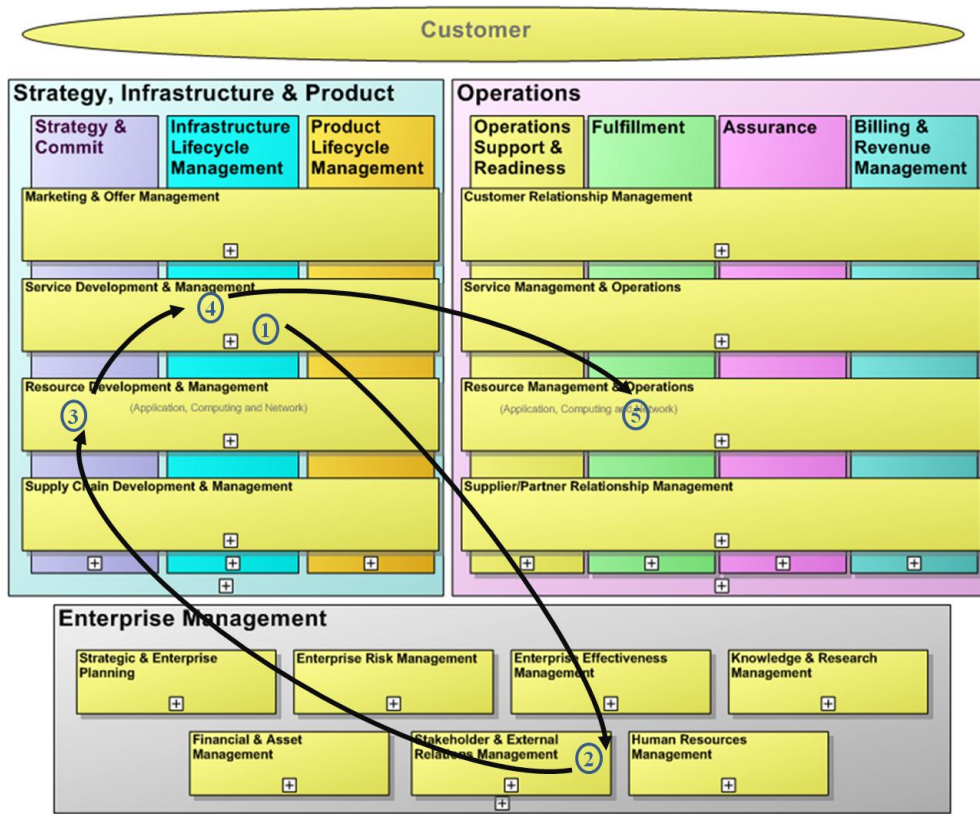 Customer
Strategy, Infrastructure & Product
Strategy &
Commit
Infrastructure
Lifecycle
Management
Product
Lifecycle
Management
Marketing & Offer Management
Service Development & Management
4
1
Resource Development & Management
(Application, Computing and Network)
3
Supply Chain Development & Management
Operations
Operations
Support &
Readiness
Fulfillment
Assurance
Billing &
Revenue
Management
Customer Relationship Management
Service Management & Operations
Resource Management & Operations
(Application, Computing and Network)
5
Supplier/Partner Relationship Management
Enterprise Management
Strategic & Enterprise
Planning
Enterprise Risk Management
Enterprise Effectiveness
Management
Knowledge & Research
Management
Financial & Asset
Management
Stakeholder & External
Relations Management
2
Human Resources
Management